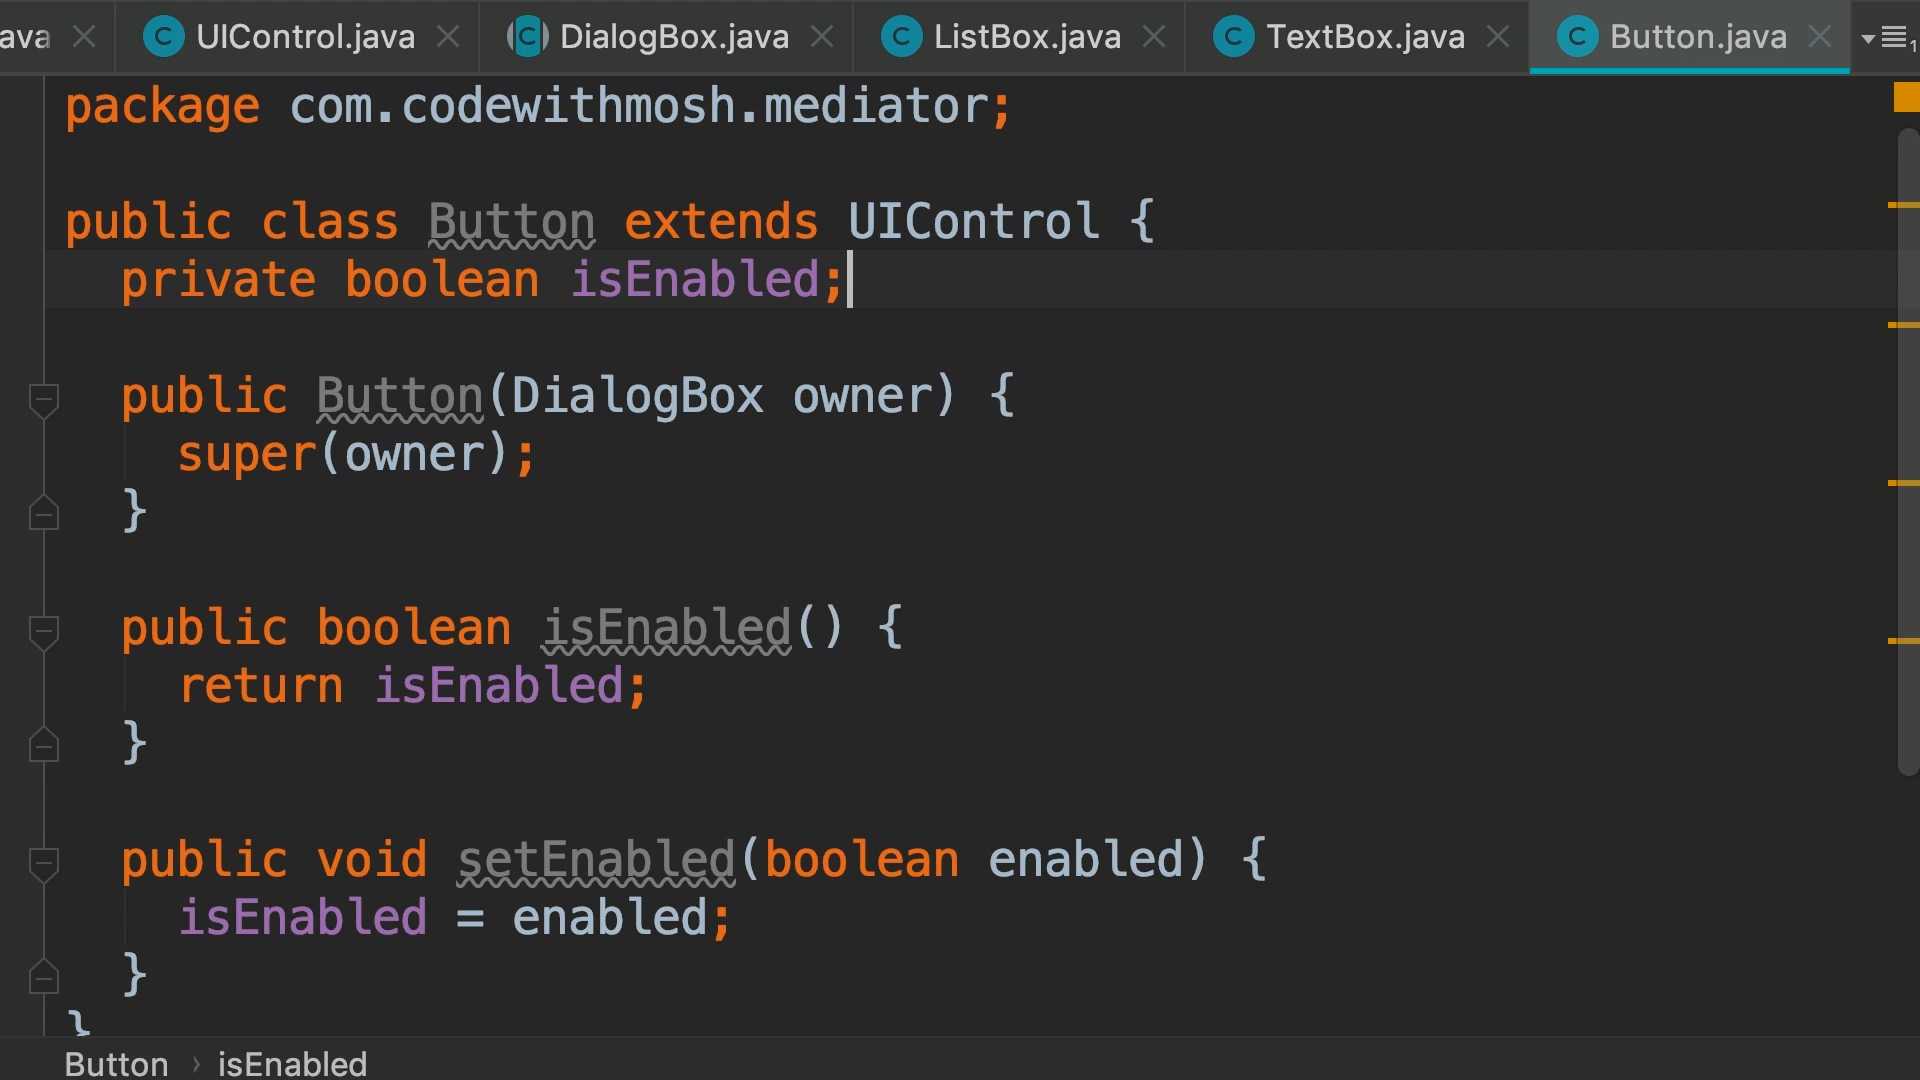 ava UIControl.java DialogBox.java ListBox.java TextBox.java Button.java 1
package com.codewithmosh.mediator;
public class Button extends UIControl {
private boolean isEnabled;
public Button(DialogBox owner) {
super(owner);
}
public boolean isEnabled() {
return isEnabled;
}
public void setEnabled(boolean enabled) {
isEnabled = enabled;
}
}
Button › isEnabled